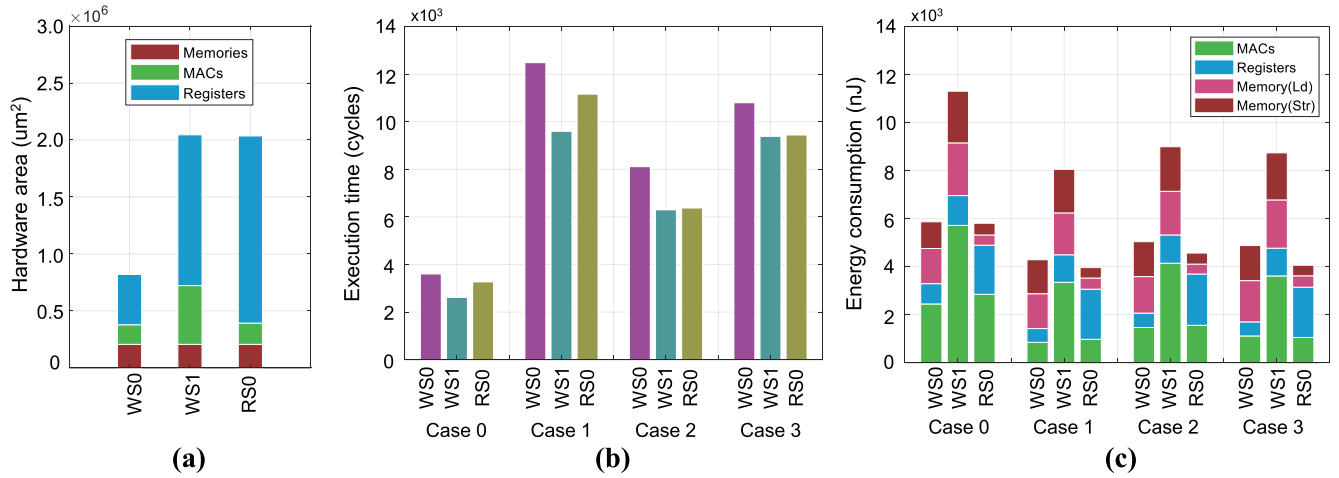 ×10⁶
3.0
2.5
2.0
1.5
1.0
0.5
0
Hardware area (um²)
Memories
MACs
Registers
WS0
WS1
RS0
(a)
x10³
14
12
10
8
6
4
2
0
Execution time (cycles)
WS0
WS1
RS0
WS0
WS1
RS0
WS0
WS1
RS0
WS0
WS1
RS0
Case 0
Case 1
Case 2
Case 3
(b)
x10³
14
12
10
8
6
4
2
0
Energy consumption (nJ)
MACs
Registers
Memory(Ld)
Memory(Str)
WS0
WS1
RS0
WS0
WS1
RS0
WS0
WS1
RS0
WS0
WS1
RS0
Case 0
Case 1
Case 2
Case 3
(c)